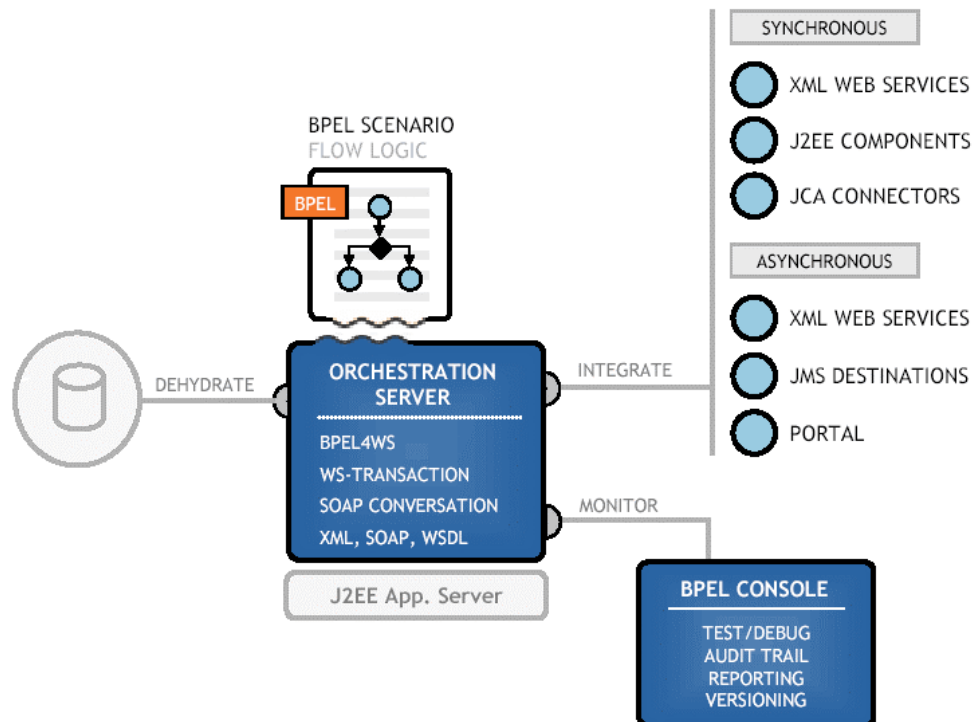 SYNCHRONOUS
XML WEB SERVICES
J2EE COMPONENTS
JCA CONNECTORS
BPEL SCENARIO
FLOW LOGIC
BPEL
ASYNCHRONOUS
XML WEB SERVICES
JMS DESTINATIONS
PORTAL
DEHYDRATE
ORCHESTRATION
SERVER
BPEL4WS
WS-TRANSACTION
SOAP CONVERSATION
XML, SOAP, WSDL
INTEGRATE
MONITOR
J2EE App. Server
BPEL CONSOLE
TEST/DEBUG
AUDIT TRAIL
REPORTING
VERSIONING